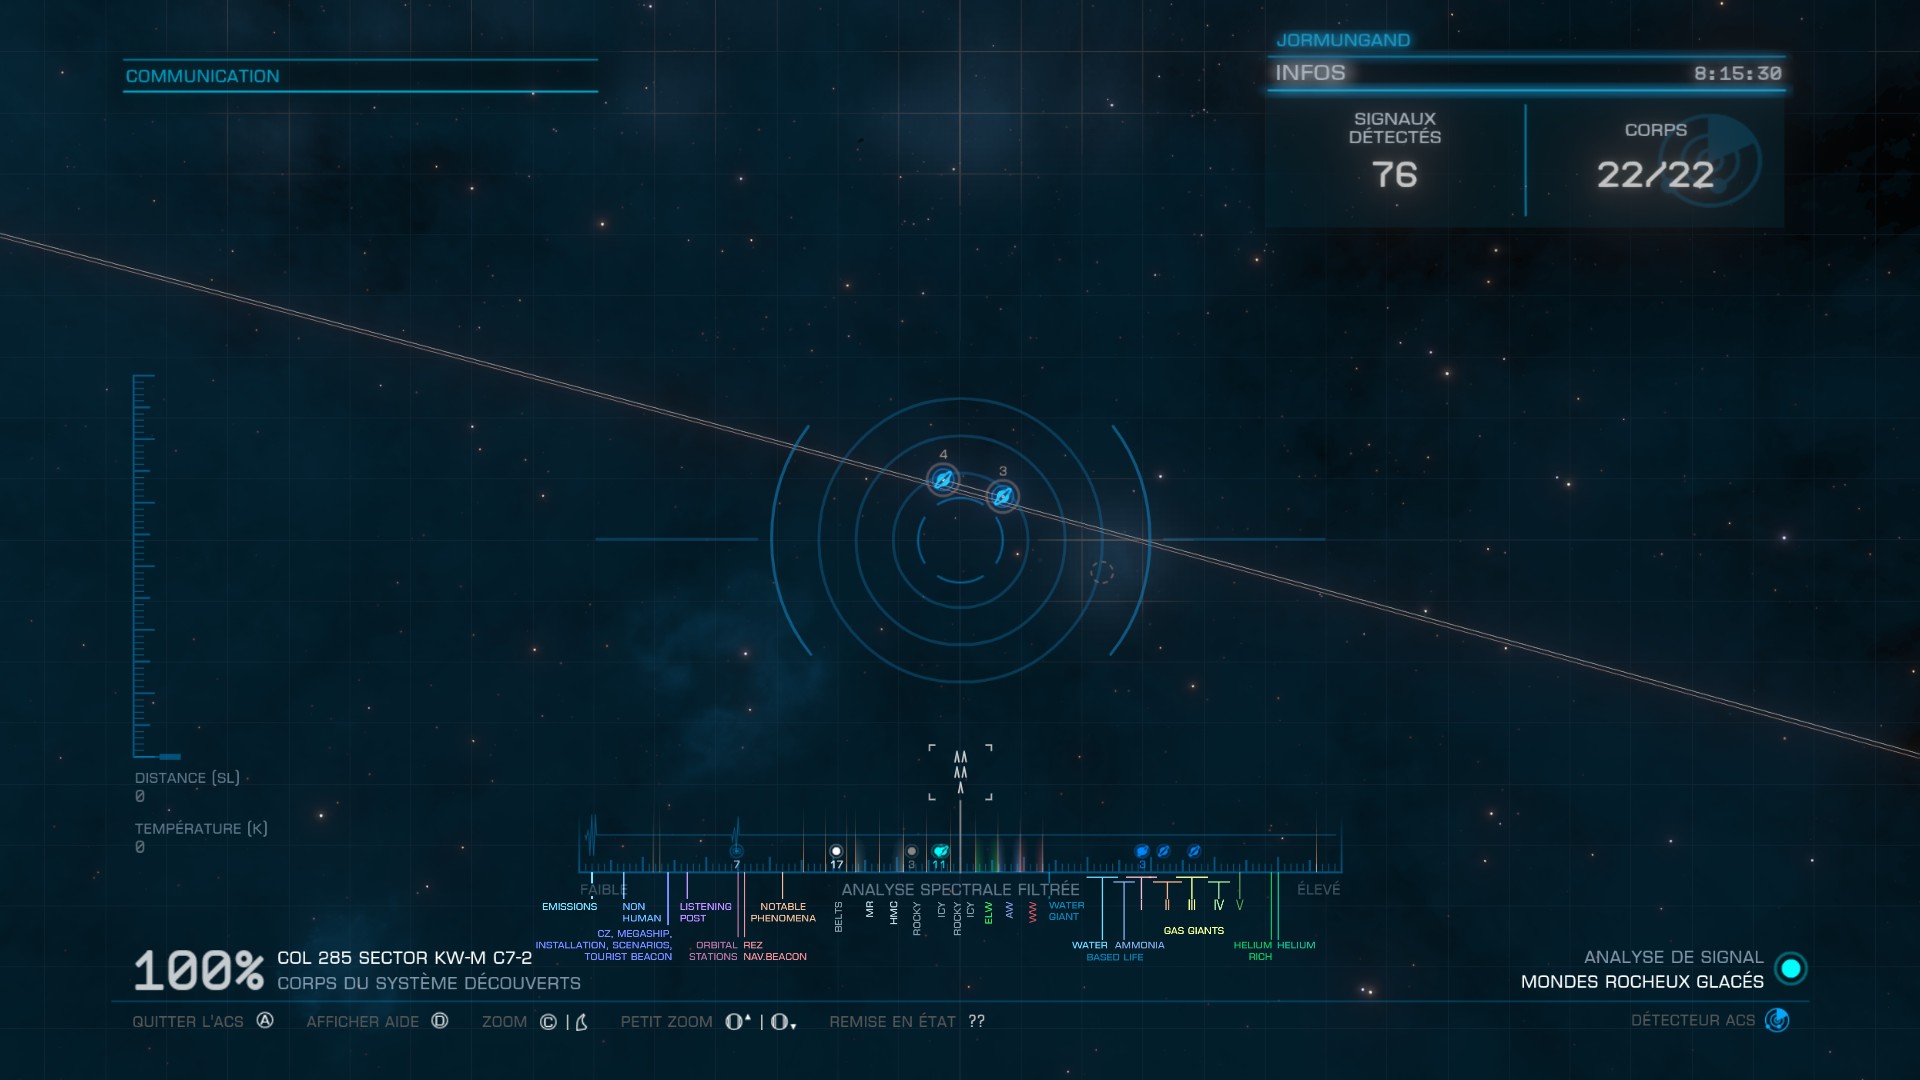 JORMUNGAND
COMMUNICATION
INFOS 8:15:30
SIGNAUX
DÉTECTÉS
76
CORPS
22/22
4
3
DISTANCE (SL)
0
TEMPÉRATURE (K)
0
7 17 3 11 3
FAIBLE ANALYSE SPECTRALE FILTRÉE ÉLEVÉ
EMISSIONS
NON
HUMAN
LISTENING
POST
NOTABLE
PHENOMENA
BELTS
MR
HMC
ROCKY
ICY
ROCKY
ICY
ELW
AW
WW
WATER
GIANT
I II III IV V
GAS GIANTS
CZ, MEGASHIP,
INSTALLATION, SCENARIOS,
TOURIST BEACON
ORBITAL
STATIONS
REZ
NAV.BEACON
WATER AMMONIA
BASED LIFE
HELIUM
RICH
HELIUM
100%
COL 285 SECTOR KW-M C7-2
CORPS DU SYSTÈME DÉCOUVERTS
ANALYSE DE SIGNAL
MONDES ROCHEUX GLACÉS
QUITTER L'ACS A AFFICHER AIDE D ZOOM C | PETIT ZOOM | REMISE EN ÉTAT ??
DÉTECTEUR ACS